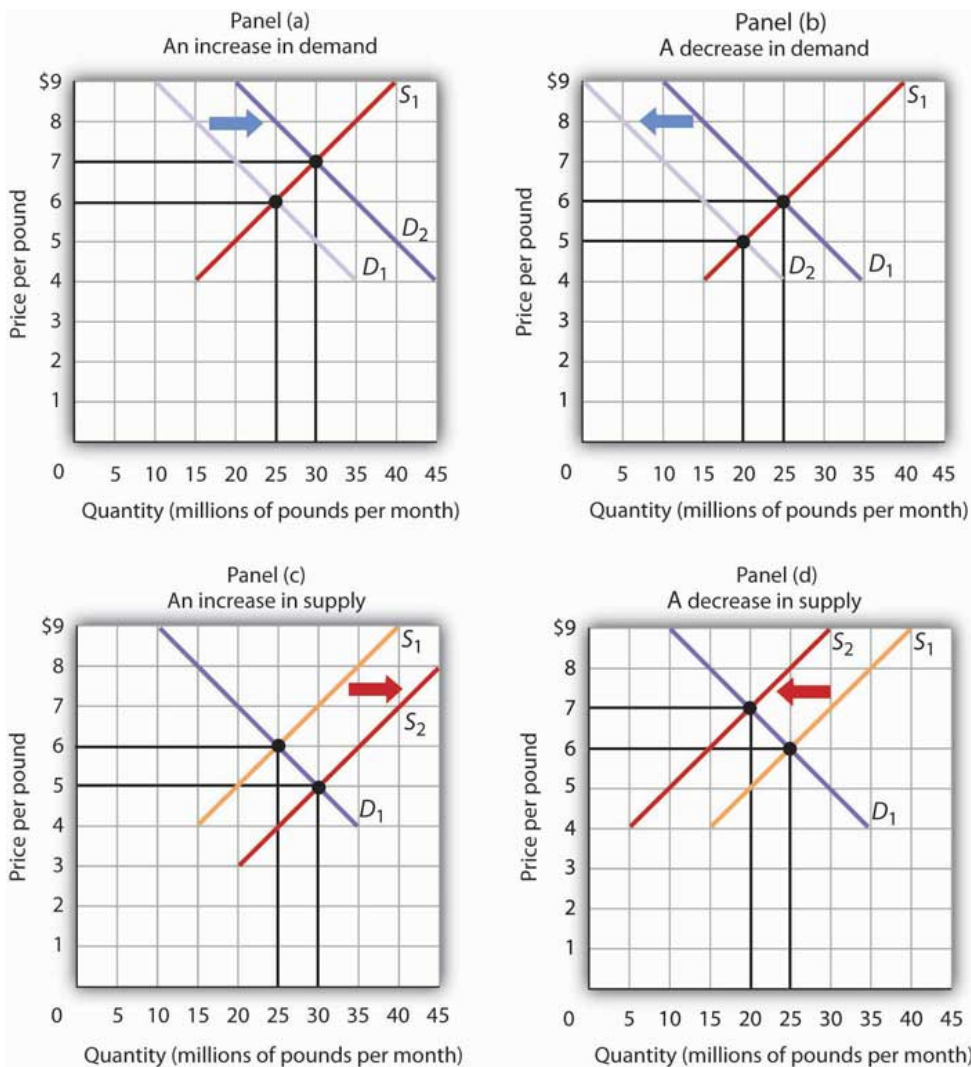 Panel (a)
An increase in demand
$9
8
7
6
5
4
3
2
1
0 5 10 15 20 25 30 35 40 45
Price per pound
Quantity (millions of pounds per month)
S1
D2
D1
Panel (b)
A decrease in demand
$9
8
7
6
5
4
3
2
1
0 5 10 15 20 25 30 35 40 45
Price per pound
Quantity (millions of pounds per month)
S1
D2
D1
Panel (c)
An increase in supply
$9
8
7
6
5
4
3
2
1
0 5 10 15 20 25 30 35 40 45
Price per pound
Quantity (millions of pounds per month)
S1
S2
D1
Panel (d)
A decrease in supply
$9
8
7
6
5
4
3
2
1
0 5 10 15 20 25 30 35 40 45
Price per pound
Quantity (millions of pounds per month)
S2
S1
D1